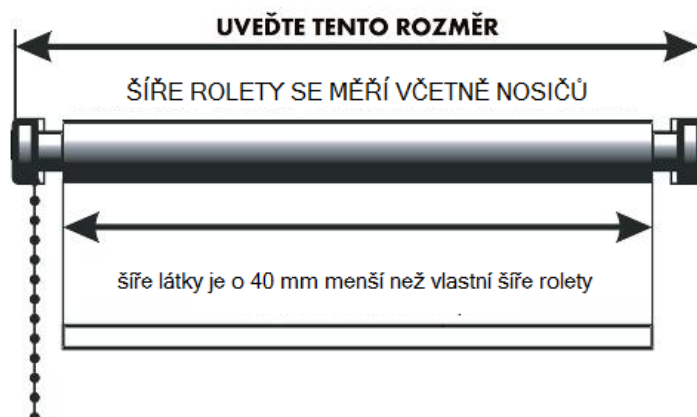 UVEĎTE TENTO ROZMĚR
ŠÍŘE ROLETY SE MĚŘÍ VČETNĚ NOSIČŮ
šíře látky je o 40 mm menší než vlastní šíře rolety